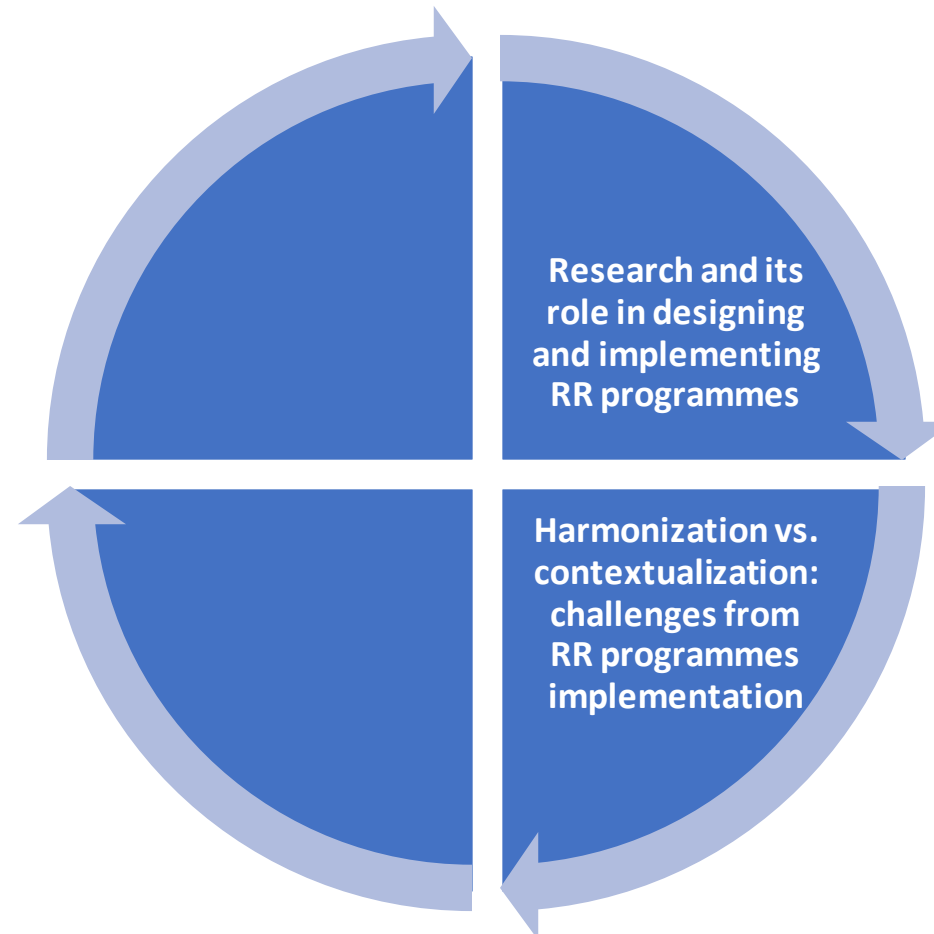 Research and its
role in designing
and implementing
RR programmes
Harmonization vs.
contextualization:
challenges from
RR programmes
implementation